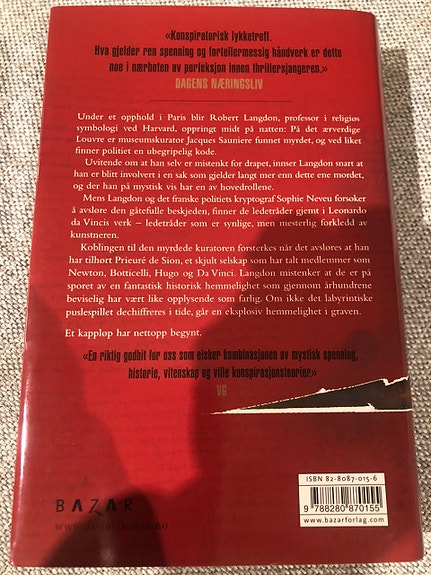 «Konspiratorisk lykketreff.
Hva gjelder ren spenning og fortellermessig håndverk er dette
noe i nærheten av perfeksjon innen thrillersjangeren.»
DAGENS NÆRINGSLIV
Under et opphold i Paris blir Robert Langdon, professor i religiøs
symbologi ved Harvard, oppringt midt på natten: På det ærverdige
Louvre er museumskurator Jacques Sauniere funnet myrdet, og ved liket
finner politiet en ubegripelig kode.
Uvitende om at han selv er mistenkt for drapet, innser Langdon snart at
han er blitt involvert i en sak som gjelder langt mer enn dette ene mordet,
og der han på mystisk vis har en av hovedrollene.
Mens Langdon og det franske politiets kryptograf Sophie Neveu forsøker
å avsløre den gåtefulle beskjeden, finner de ledetråder gjemt i Leonardo
da Vincis verk – ledetråder som er synlige, men mesterlig forkledd av
kunstneren.
Koblingen til den myrdede kuratoren forsterkes når det avsløres at han
har tilhørt Prieuré de Sion, et skjult selskap som har talt medlemmer som
Newton, Botticelli, Hugo og Da Vinci. Langdon mistenker at de er på
sporet av en fantastisk historisk hemmelighet som gjennom århundrene
beviselig har vært like opplysende som farlig. Om ikke det labyrintiske
puslespillet dechiffreres i tide, går en eksplosiv hemmelighet i graven.
Et kappløp har nettopp begynt.
«En riktig godbit for oss som elsker kombinasjonen av mystisk spenning,
historie, vitenskap og ville konspirasjonsteorier.»
VG
ISBN 82-8087-015-6
9 788280 870155
www.bazarforlag.com
BAZAR
www.davincikoden.no